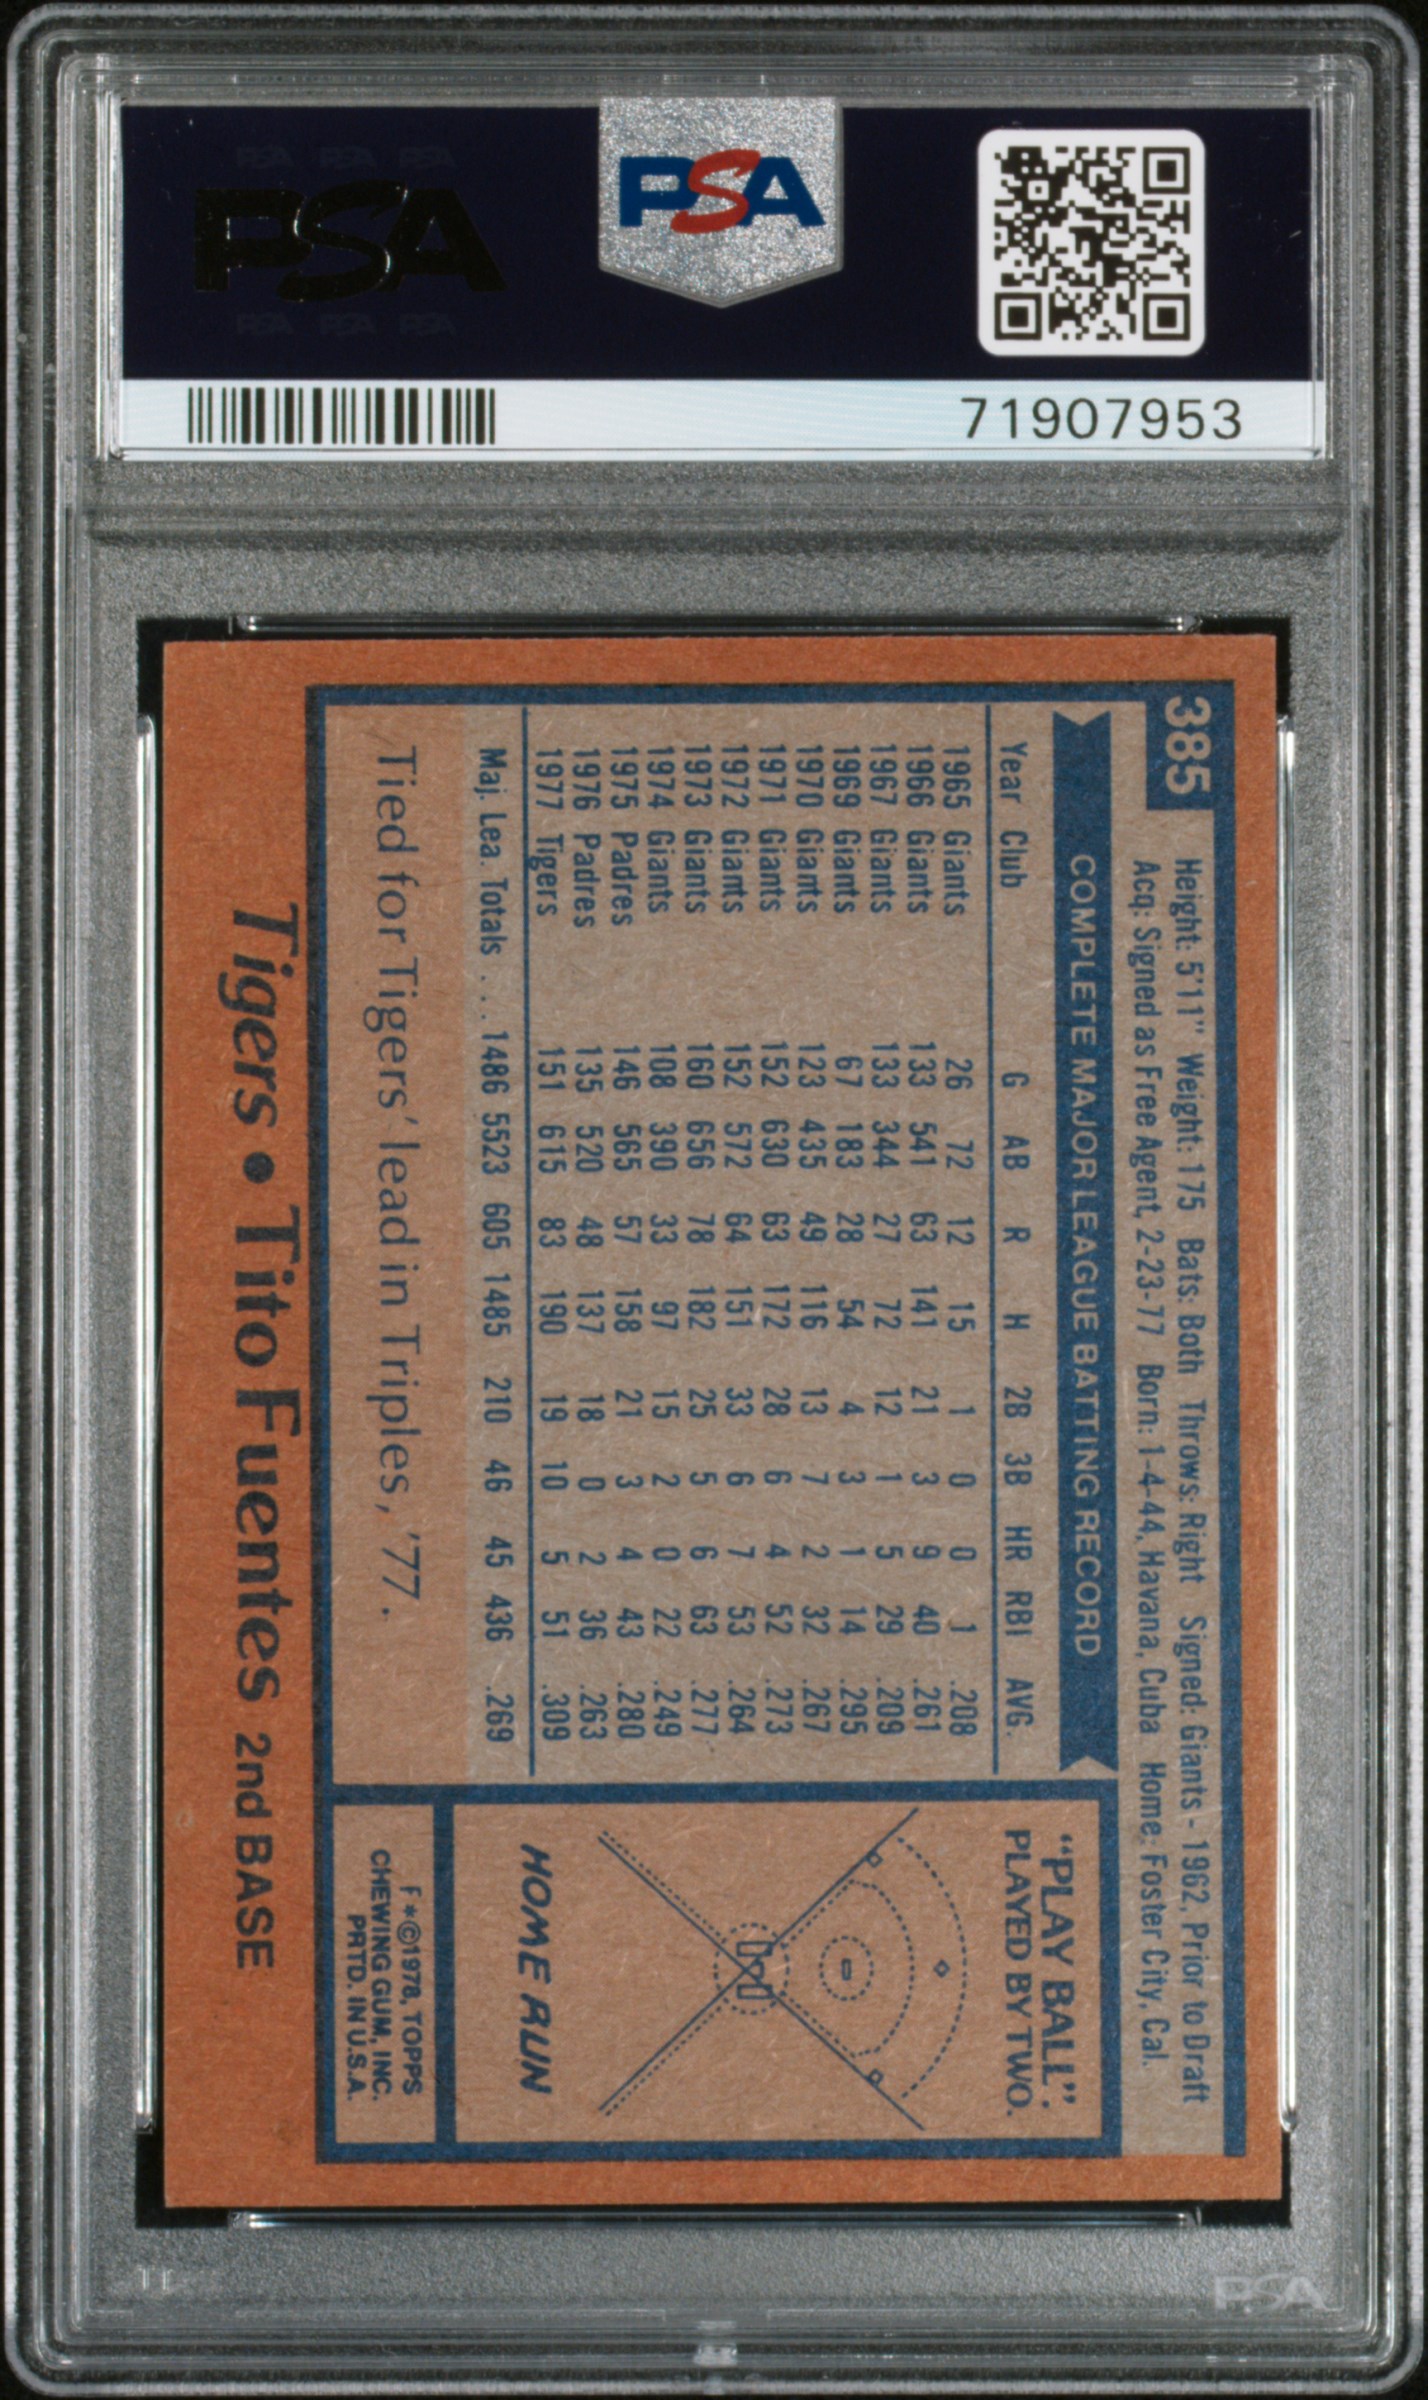 PSA PSA PSA
PSA
PSA PSA PSA
PSA
71907953
385
Height: 5'11" Weight: 175 Bats: Both Throws: Right Signed: Giants - 1962, Prior to Draft
Acq: Signed as Free Agent, 2-23-77 Born: 1-4-44, Havana, Cuba Home: Foster City, Cal.
COMPLETE MAJOR LEAGUE BATTING RECORD
Year Club G AB R H 2B 3B HR RBI AVG.
1965 Giants 26 72 12 15 1 0 0 1 .208
1966 Giants 133 541 63 141 21 3 9 40 .261
1967 Giants 133 344 27 72 12 1 5 29 .209
1969 Giants 67 183 28 54 4 3 1 14 .295
1970 Giants 123 435 49 116 13 7 2 32 .267
1971 Giants 152 630 63 172 28 6 4 52 .273
1972 Giants 152 572 64 151 33 6 7 53 .264
1973 Giants 160 656 78 182 25 5 6 63 .277
1974 Giants 108 390 33 97 15 2 0 22 .249
1975 Padres 146 565 57 158 21 3 4 43 .280
1976 Padres 135 520 48 137 18 0 2 36 .263
1977 Tigers 151 615 83 190 19 10 5 51 .309
Maj. Lea. Totals . . . 1486 5523 605 1485 210 46 45 436 .269
Tied for Tigers' lead in Triples, '77.
"PLAY BALL":
PLAYED BY TWO.
HOME RUN
F*©1978, TOPPS
CHEWING GUM, INC.
PRTD. IN U.S.A.
Tigers • Tito Fuentes 2nd BASE
PSA